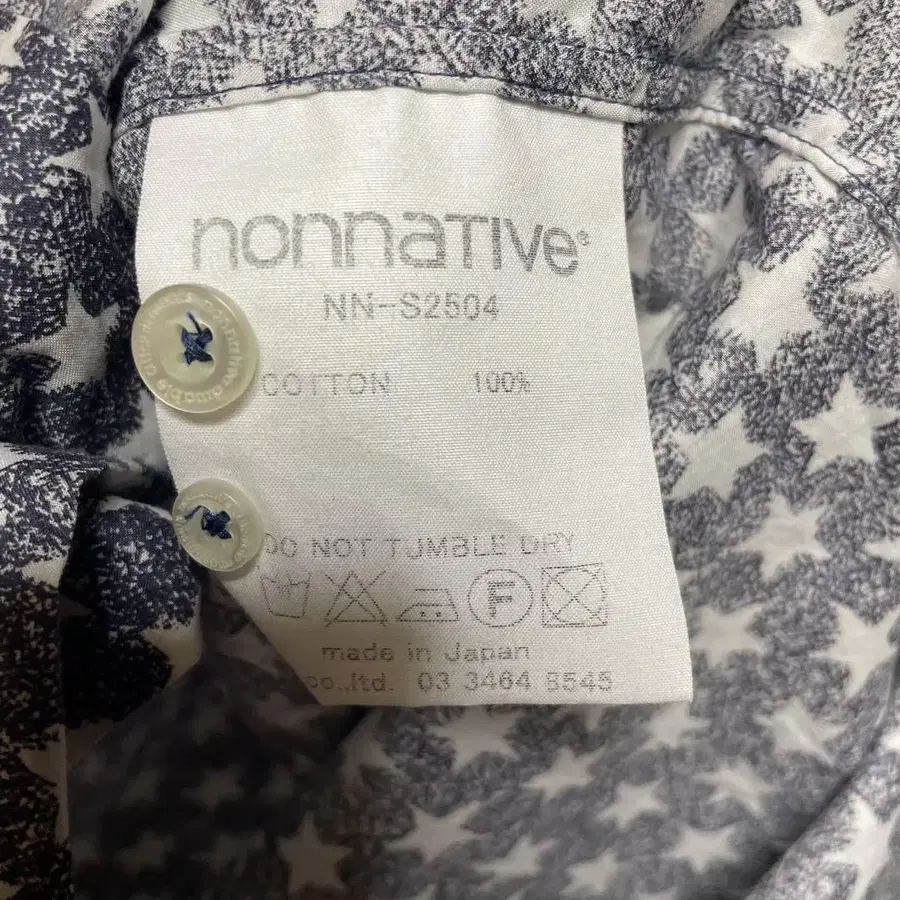 nonnative®
NN-S2504
COTTON 100%
DO NOT TUMBLE DRY
F
made in Japan
co.,ltd. 03 3464 8545